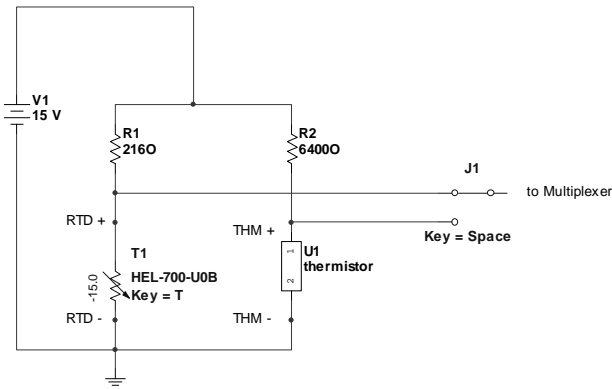 V1
15 V
R1
216O
R2
6400O
J1
to Multiplexer
RTD +
THM +
Key = Space
T1
HEL-700-U0B
Key = T
-15.0
1
2
U1
thermistor
RTD -
THM -